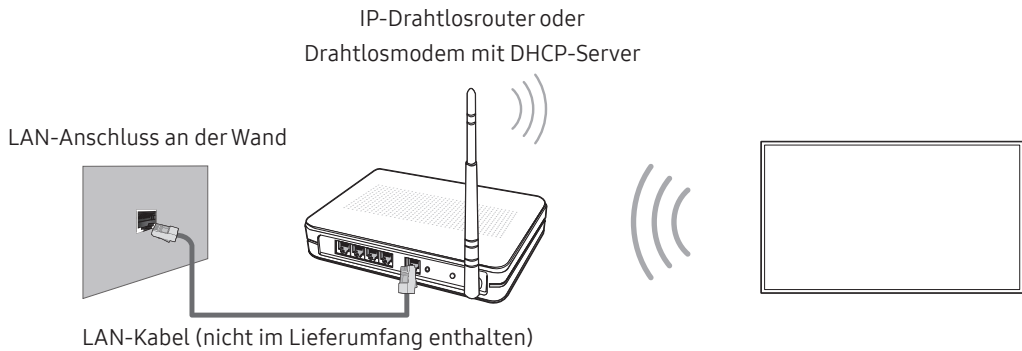 IP-Drahtlosrouter oder
Drahtlosmodem mit DHCP-Server
LAN-Anschluss an der Wand
LAN-Kabel (nicht im Lieferumfang enthalten)